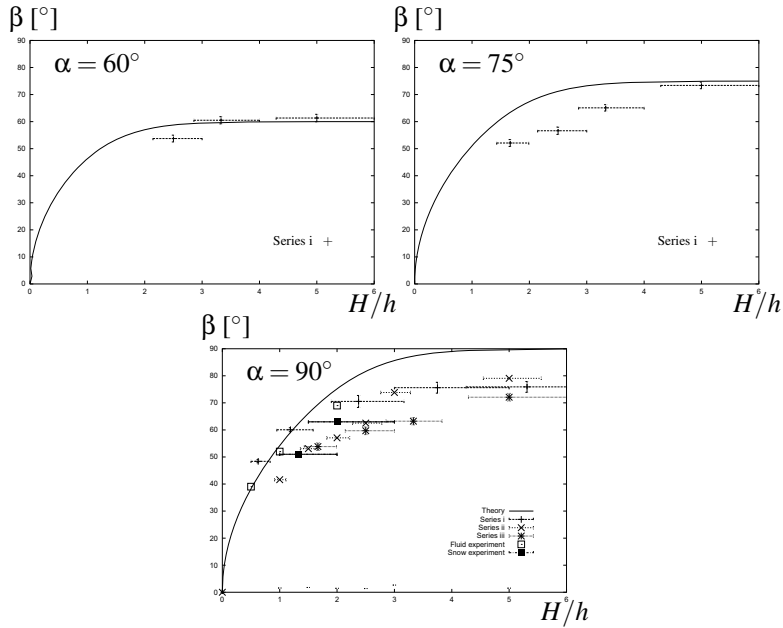 β [°]
α = 60°
90
80
70
60
50
40
30
20
10
0
Series i
0 1 2 3 4 5 6
H/h
β [°]
α = 75°
90
80
70
60
50
40
30
20
10
0
Series i
0 1 2 3 4 5 6
H/h
β [°]
α = 90°
90
80
70
60
50
40
30
20
10
0
Theory
Series i
Series ii
Series iii
Fluid experiment
Snow experiment
0 1 2 3 4 5 6
H/h